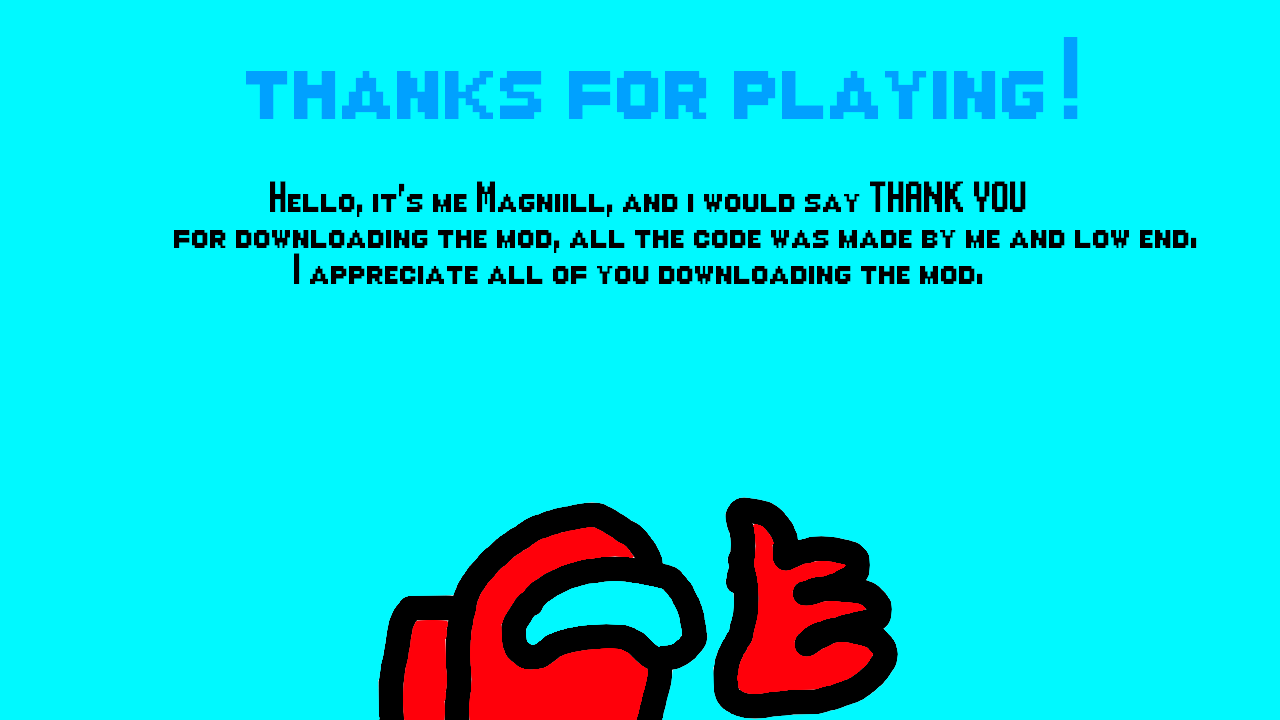 THANKS FOR PLAYING!
Hello, it's me Magniill, and i would say THANK YOU
for downloading the mod, all the code was made by me and low end.
I appreciate all of you downloading the mod.